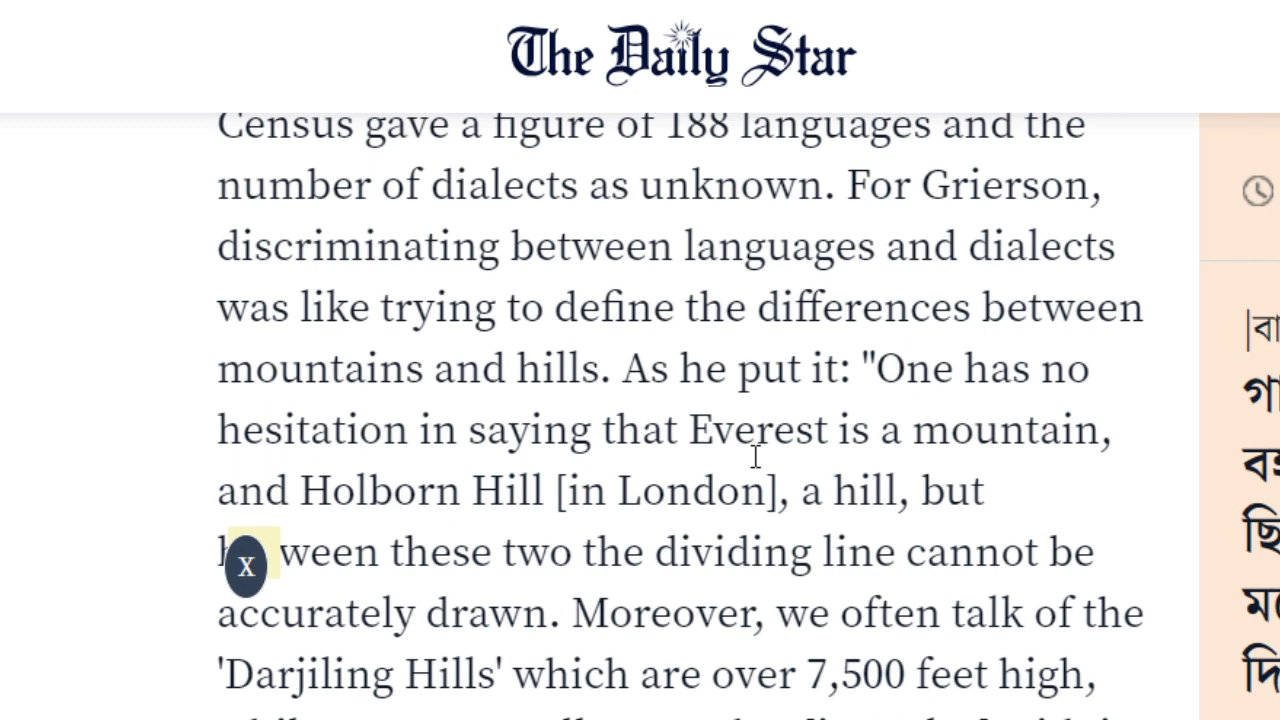 The Daily Star
Census gave a figure of 188 languages and the
number of dialects as unknown. For Grierson,
discriminating between languages and dialects
was like trying to define the differences between
mountains and hills. As he put it: "One has no
hesitation in saying that Everest is a mountain,
and Holborn Hill [in London], a hill, but
x ween these two the dividing line cannot be
accurately drawn. Moreover, we often talk of the
'Darjiling Hills' which are over 7,500 feet high,